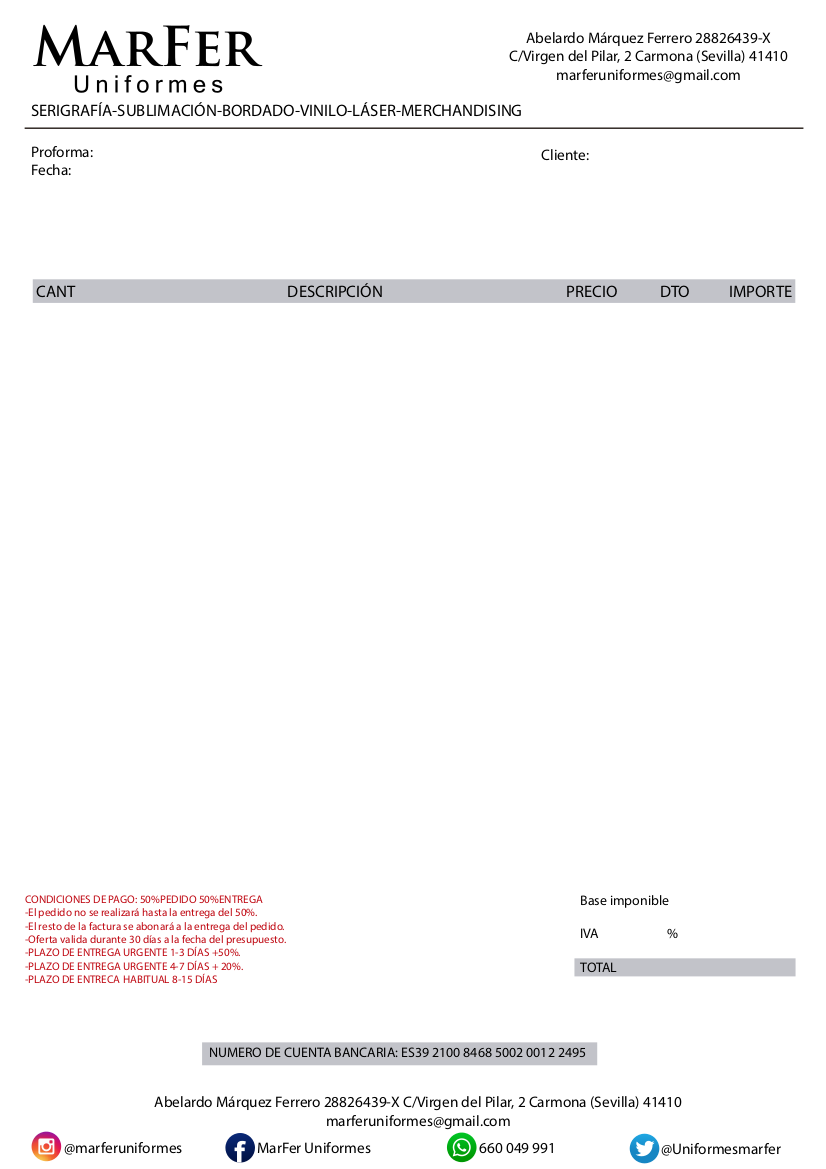 MARFER
Uniformes
SERIGRAFÍA-SUBLIMACIÓN-BORDADO-VINILO-LÁSER-MERCHANDISING
Abelardo Márquez Ferrero 28826439-X
C/Virgen del Pilar, 2 Carmona (Sevilla) 41410
marferuniformes@gmail.com
Proforma:
Fecha:
Cliente:
CANT DESCRIPCIÓN PRECIO DTO IMPORTE
CONDICIONES DE PAGO: 50%PEDIDO 50%ENTREGA
-El pedido no se realizará hasta la entrega del 50%.
-El resto de la factura se abonará a la entrega del pedido.
-Oferta valida durante 30 días a la fecha del presupuesto.
-PLAZO DE ENTREGA URGENTE 1-3 DÍAS +50%.
-PLAZO DE ENTREGA URGENTE 4-7 DÍAS + 20%.
-PLAZO DE ENTRECA HABITUAL 8-15 DÍAS
Base imponible
IVA %
TOTAL
NUMERO DE CUENTA BANCARIA: ES39 2100 8468 5002 0012 2495
Abelardo Márquez Ferrero 28826439-X C/Virgen del Pilar, 2 Carmona (Sevilla) 41410
marferuniformes@gmail.com
@marferuniformes MarFer Uniformes 660 049 991 @Uniformesmarfer